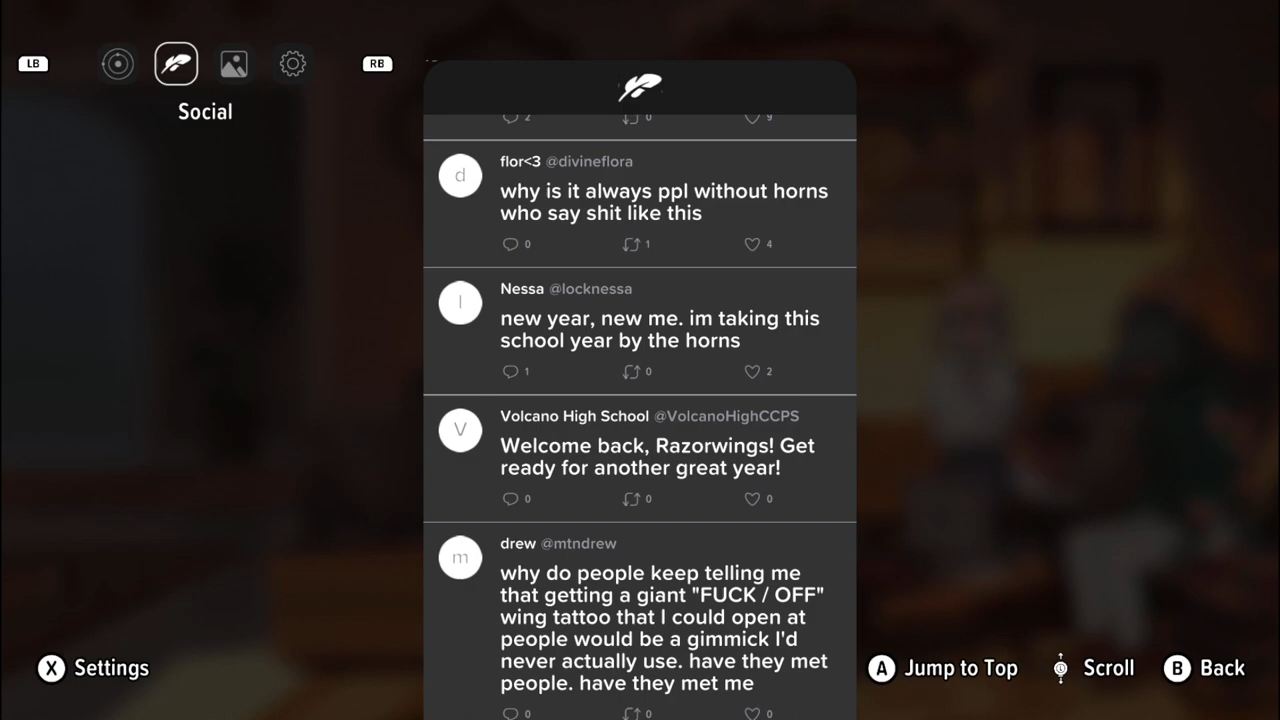 LB
RB
Social
2 0 9
d
flor<3 @divineflora
why is it always ppl without horns
who say shit like this
0 1 4
l
Nessa @locknessa
new year, new me. im taking this
school year by the horns
1 0 2
V
Volcano High School @VolcanoHighCCPS
Welcome back, Razorwings! Get
ready for another great year!
0 0 0
m
drew @mtndrew
why do people keep telling me
that getting a giant "FUCK / OFF"
wing tattoo that I could open at
people would be a gimmick I'd
never actually use. have they met
people. have they met me
0 0 0
X Settings
A Jump to Top
Scroll
B Back